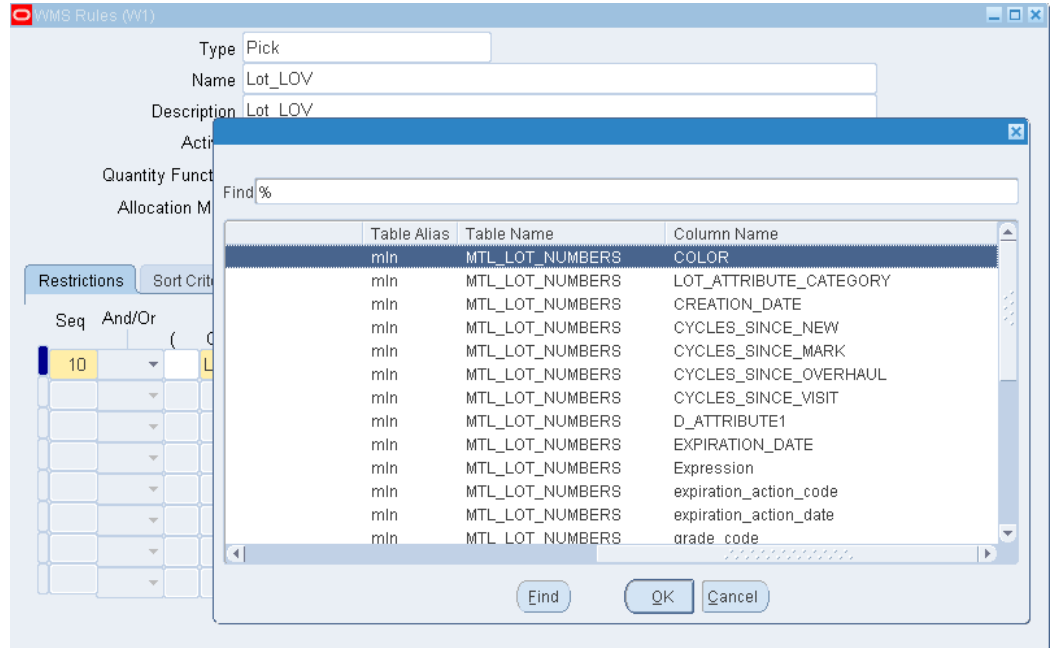 WMS Rules (W1)
Type Pick
Name Lot_LOV
Description Lot LOV
Acti
Quantity Funct
Allocation M
Find %
Table Alias Table Name Column Name
mln MTL_LOT_NUMBERS COLOR
mln MTL_LOT_NUMBERS LOT_ATTRIBUTE_CATEGORY
mln MTL_LOT_NUMBERS CREATION_DATE
mln MTL_LOT_NUMBERS CYCLES_SINCE_NEW
mln MTL_LOT_NUMBERS CYCLES_SINCE_MARK
mln MTL_LOT_NUMBERS CYCLES_SINCE_OVERHAUL
mln MTL_LOT_NUMBERS CYCLES_SINCE_VISIT
mln MTL_LOT_NUMBERS D_ATTRIBUTE1
mln MTL_LOT_NUMBERS EXPIRATION_DATE
mln MTL_LOT_NUMBERS Expression
mln MTL_LOT_NUMBERS expiration_action_code
mln MTL_LOT_NUMBERS expiration_action_date
mln MTL_LOT_NUMBERS grade_code
Restrictions Sort Crit
Seq And/Or (
10 L
Find OK Cancel